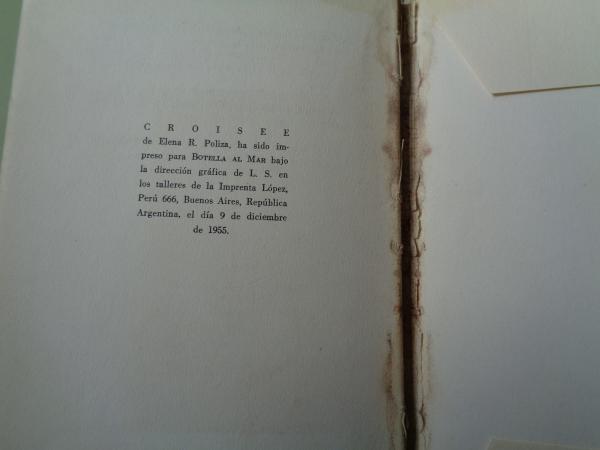 CROISEE
de Elena R. Poliza, ha sido im-
preso para BOTELLA AL MAR bajo
la dirección gráfica de L. S. en
los talleres de la Imprenta López,
Perú 666, Buenos Aires, República
Argentina, el día 9 de diciembre
de 1955.